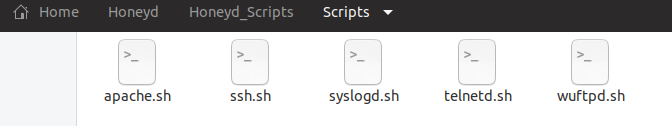 Home Honeyd Honeyd_Scripts Scripts
>_ >_ >_ >_ >_
apache.sh ssh.sh syslogd.sh telnetd.sh wuftpd.sh